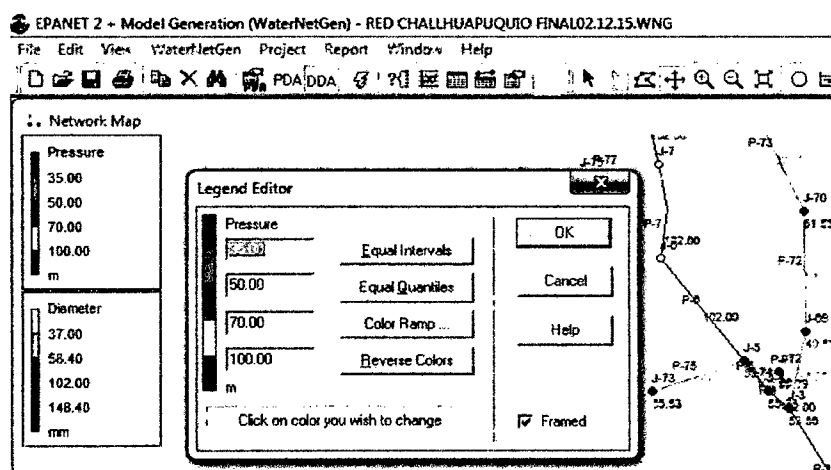 EPANET 2 + Model Generation (WaterNetGen) - RED CHALLHUAPUQUIO FINAL02.12.15.WNG
File Edit View WaterNetGen Project Report Window Help
PDA DDA
Network Map
Pressure
35.00
50.00
70.00
100.00
m
Diameter
37.00
58.40
102.00
148.40
mm
Legend Editor
Pressure
50.00
70.00
100.00
m
Equal Intervals
Equal Quantiles
Color Ramp ...
Reverse Colors
Click on color you wish to change
OK
Cancel
Help
Framed
J-7
P-73
J-70
P-7
P-72
P-6
102.00
J-69
J-5
P-75
J-73
J-3